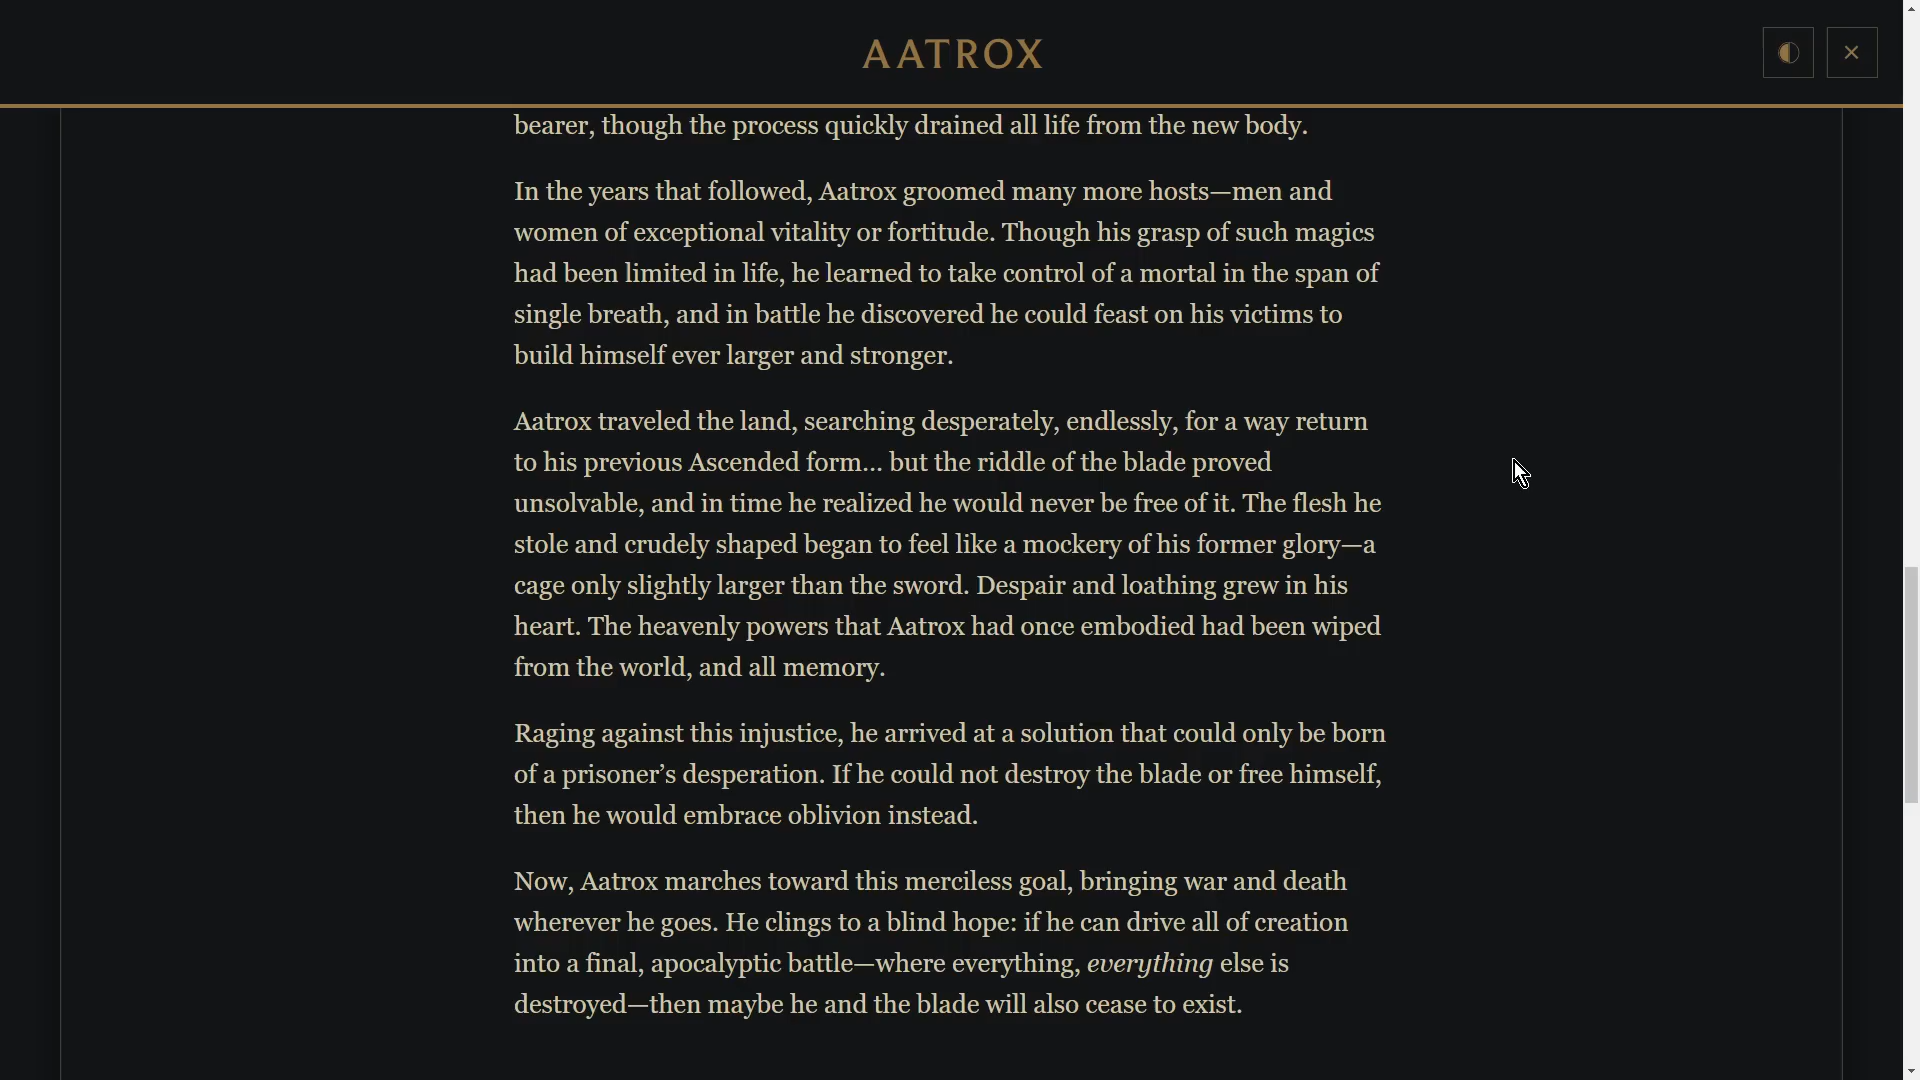 AATROX
bearer, though the process quickly drained all life from the new body.
In the years that followed, Aatrox groomed many more hosts—men and
women of exceptional vitality or fortitude. Though his grasp of such magics
had been limited in life, he learned to take control of a mortal in the span of
single breath, and in battle he discovered he could feast on his victims to
build himself ever larger and stronger.
Aatrox traveled the land, searching desperately, endlessly, for a way return
to his previous Ascended form... but the riddle of the blade proved
unsolvable, and in time he realized he would never be free of it. The flesh he
stole and crudely shaped began to feel like a mockery of his former glory—a
cage only slightly larger than the sword. Despair and loathing grew in his
heart. The heavenly powers that Aatrox had once embodied had been wiped
from the world, and all memory.
Raging against this injustice, he arrived at a solution that could only be born
of a prisoner’s desperation. If he could not destroy the blade or free himself,
then he would embrace oblivion instead.
Now, Aatrox marches toward this merciless goal, bringing war and death
wherever he goes. He clings to a blind hope: if he can drive all of creation
into a final, apocalyptic battle—where everything, everything else is
destroyed—then maybe he and the blade will also cease to exist.